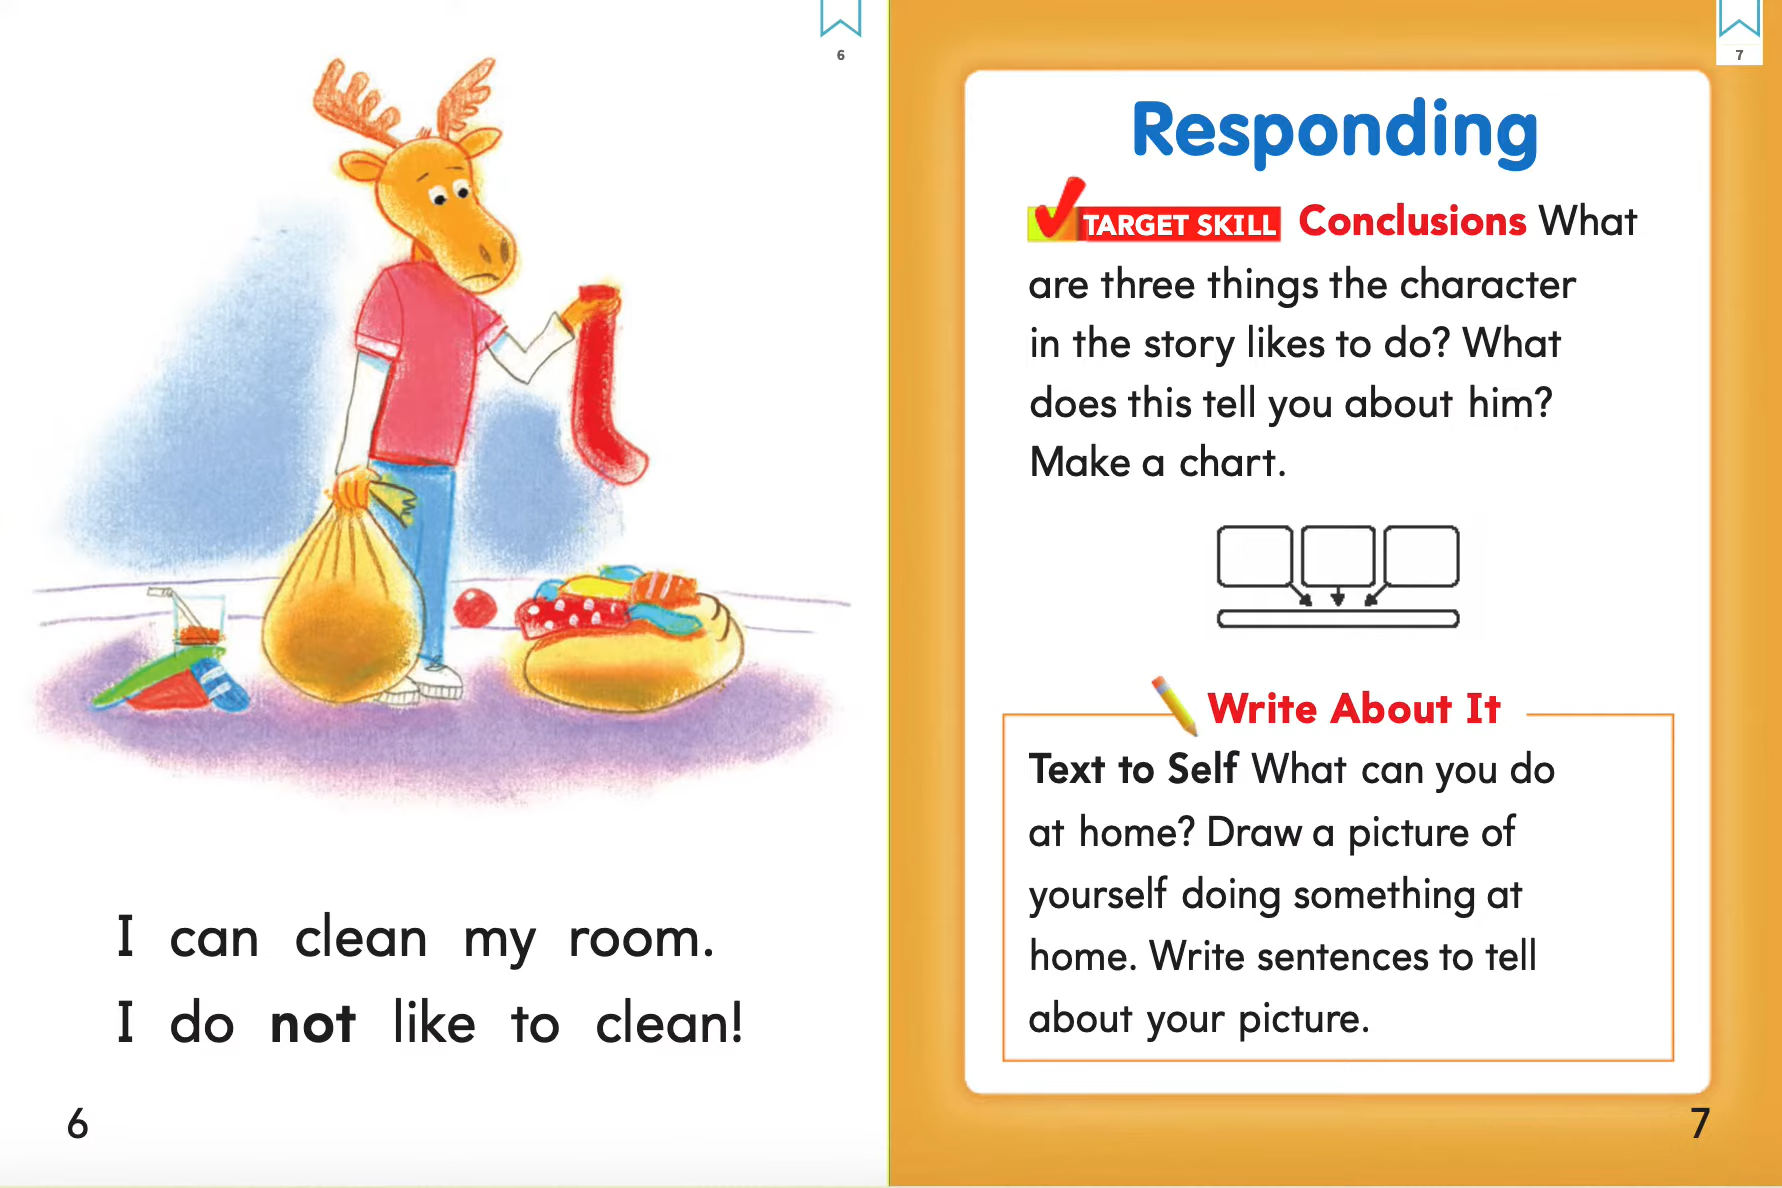 6
I can clean my room.
I do not like to clean!
6
7
Responding
TARGET SKILL Conclusions What
are three things the character
in the story likes to do? What
does this tell you about him?
Make a chart.
Write About It
Text to Self What can you do
at home? Draw a picture of
yourself doing something at
home. Write sentences to tell
about your picture.
7